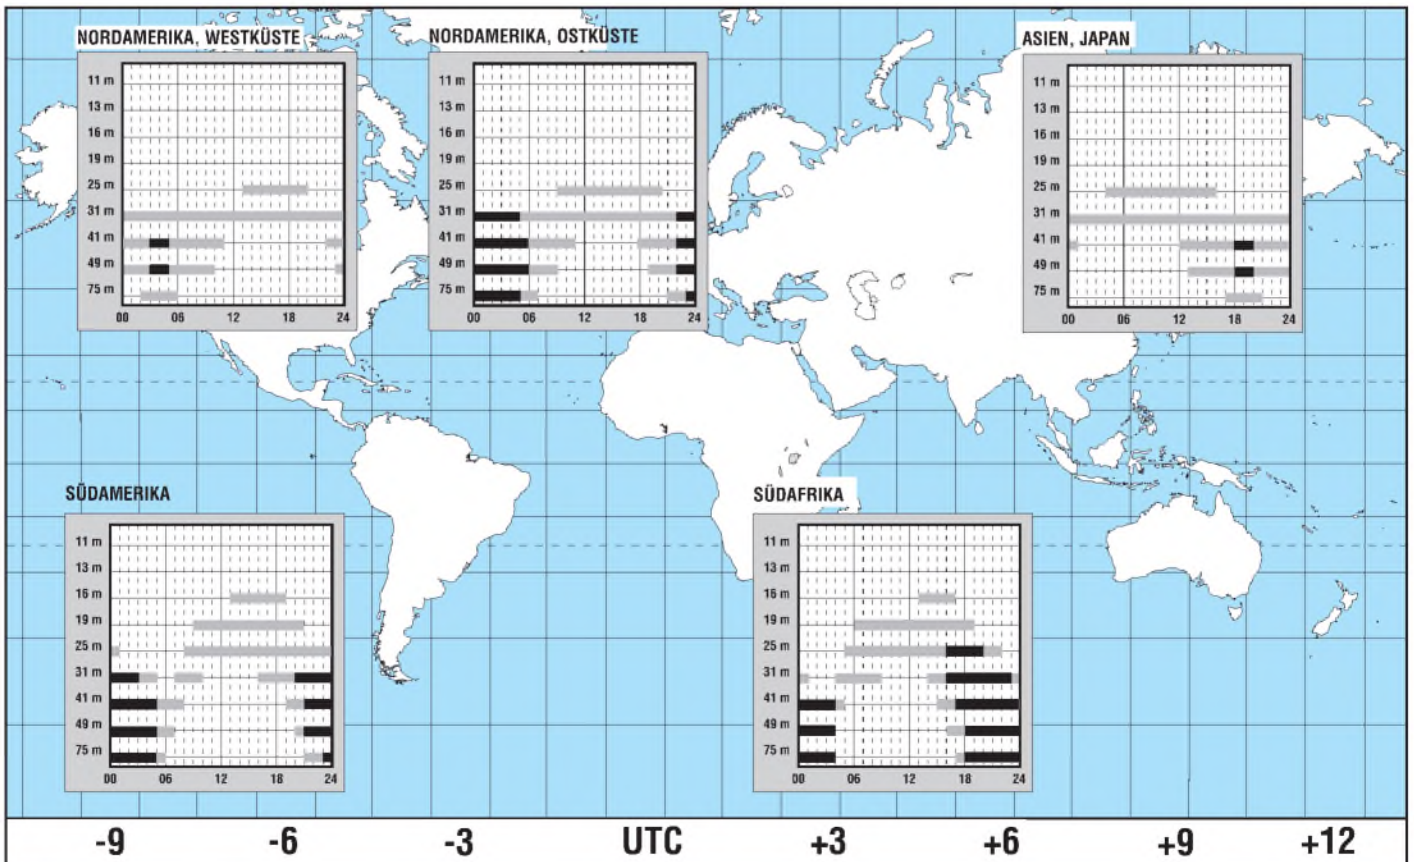 NORDAMERIKA, WESTKÜSTE
11 m
13 m
16 m
19 m
25 m
31 m
41 m
49 m
75 m
00 06 12 18 24
NORDAMERIKA, OSTKÜSTE
11 m
13 m
16 m
19 m
25 m
31 m
41 m
49 m
75 m
00 06 12 18 24
ASIEN, JAPAN
11 m
13 m
16 m
19 m
25 m
31 m
41 m
49 m
75 m
00 06 12 18 24
SÜDAMERIKA
11 m
13 m
16 m
19 m
25 m
31 m
41 m
49 m
75 m
00 06 12 18 24
SÜDAFRIKA
11 m
13 m
16 m
19 m
25 m
31 m
41 m
49 m
75 m
00 06 12 18 24
-9 -6 -3 UTC +3 +6 +9 +12